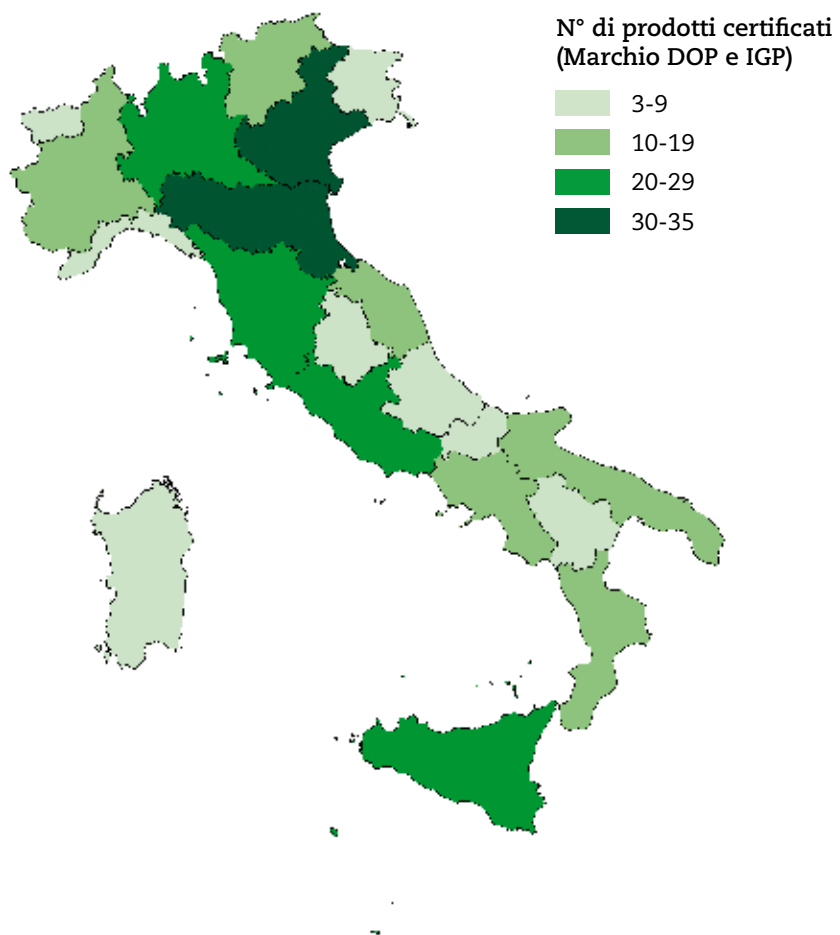 N° di prodotti certificati
(Marchio DOP e IGP)
3-9
10-19
20-29
30-35